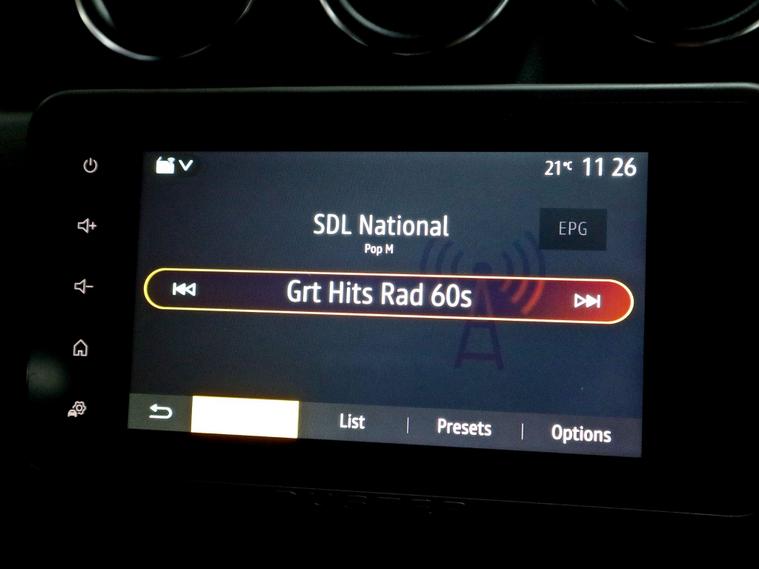 21°C 11 26
SDL National
EPG
Pop M
Grt Hits Rad 60s
List
Presets
Options